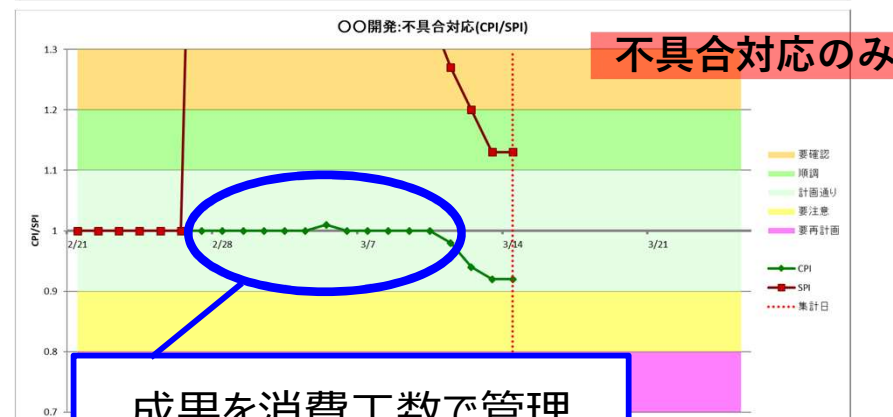 〇〇開発:不具合対応(CPI/SPI)
不具合対応のみ
1.3
1.2
1.1
1
0.9
0.8
0.7
CPI/SPI
2/21
2/28
3/7
3/14
3/21
要確認
順調
計画通り
要注意
要再計画
CPI
SPI
集計日
成果を消費工数で管理